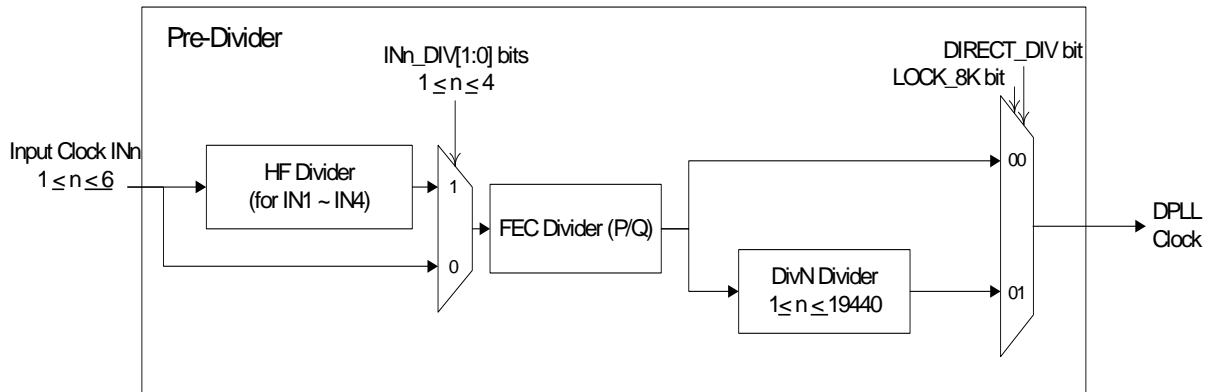 Pre-Divider
INn_DIV[1:0] bits
1 ≤ n ≤ 4
DIRECT_DIV bit
LOCK_8K bit
Input Clock INn
1 ≤ n ≤ 6
HF Divider
(for IN1 ~ IN4)
1
0
FEC Divider (P/Q)
00
DivN Divider
1 ≤ n ≤ 19440
01
DPLL
Clock